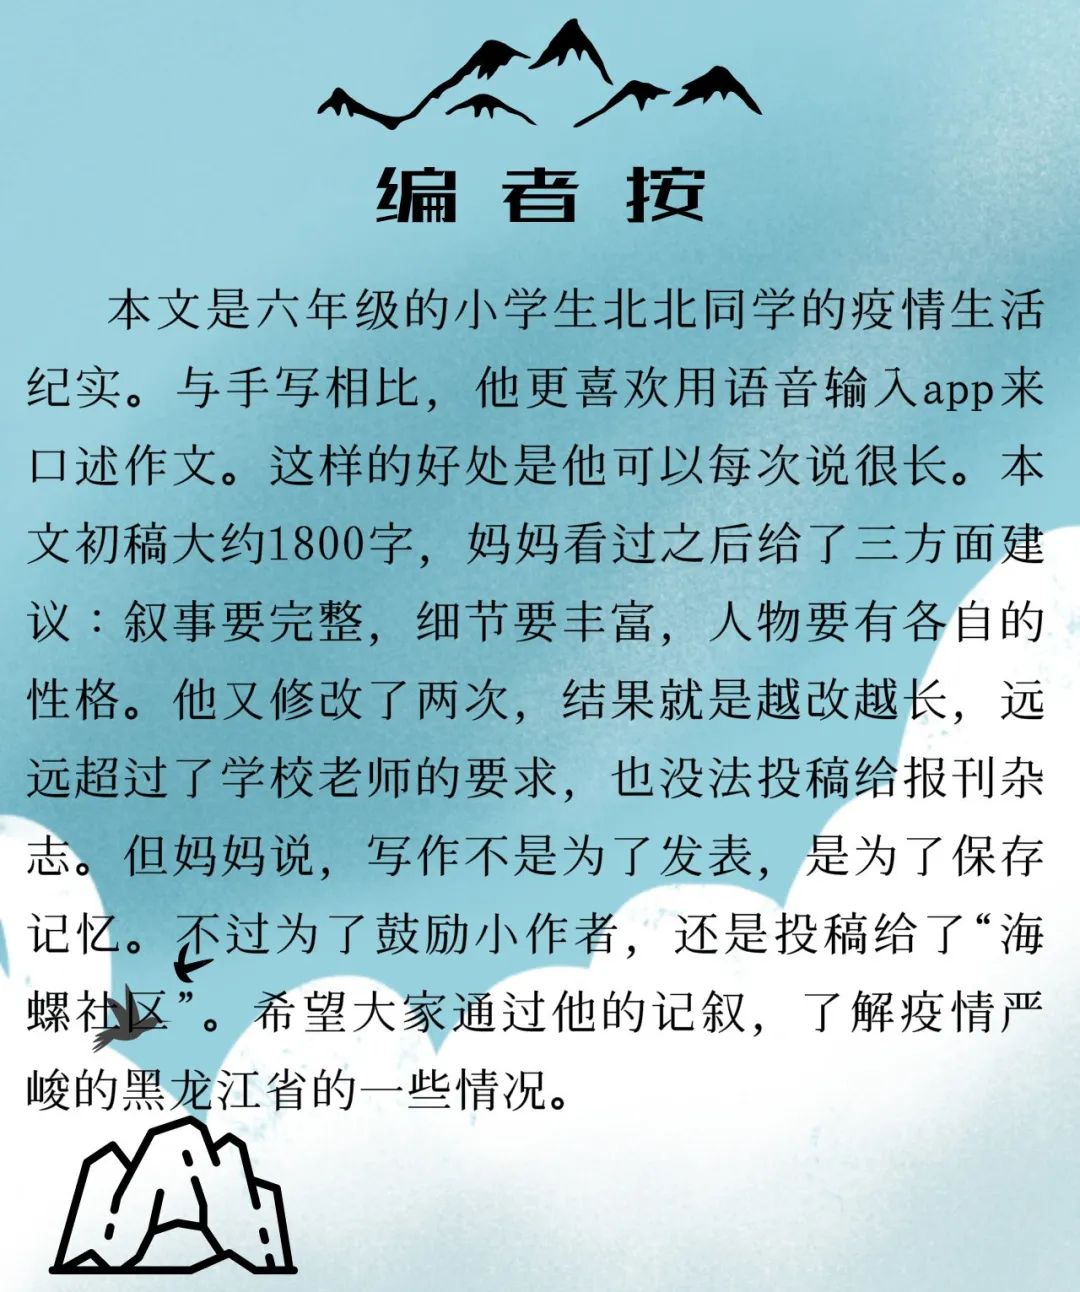 编者按
本文是六年级的小学生北北同学的疫情生活
纪实。与手写相比，他更喜欢用语音输入app来
口述作文。这样的好处是他可以每次说很长。本
文初稿大约1800字，妈妈看过之后给了三方面建
议：叙事要完整，细节要丰富，人物要有各自的
性格。他又修改了两次，结果就是越改越长，远
远超过了学校老师的要求，也没法投稿给报刊杂
志。但妈妈说，写作不是为了发表，是为了保存
记忆。不过为了鼓励小作者，还是投稿给了“海
螺社区”。希望大家通过他的记叙，了解疫情严
峻的黑龙江省的一些情况。